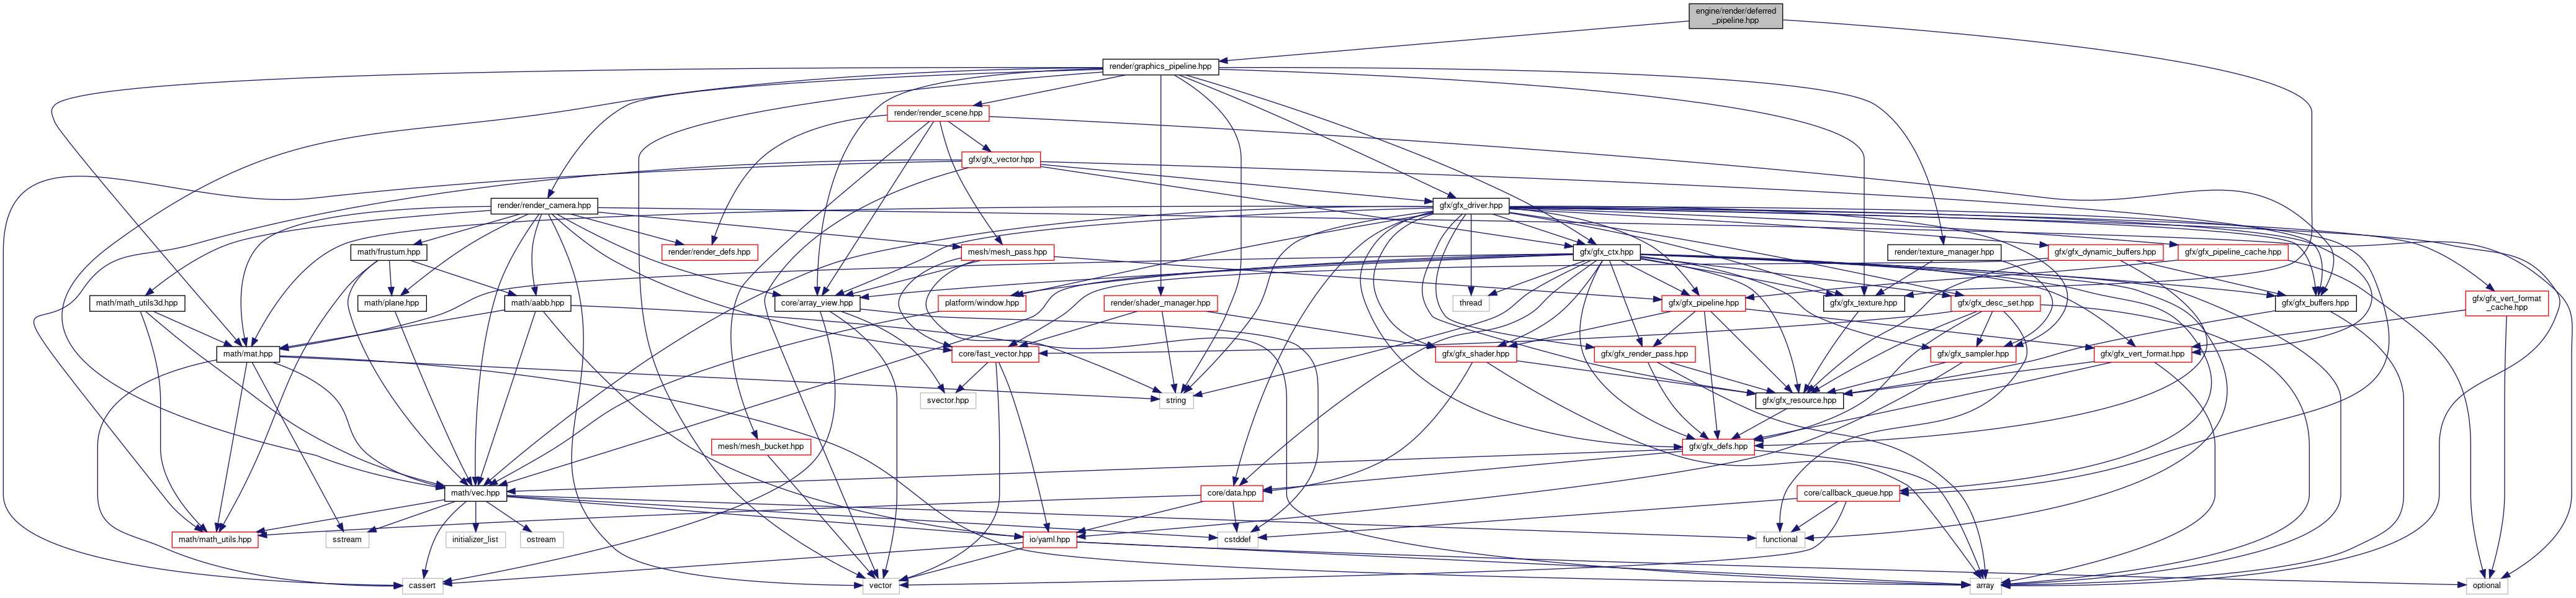 engine/render/deferred
_pipeline.hpp
render/graphics_pipeline.hpp
render/render_scene.hpp
gfx/gfx_vector.hpp
render/render_camera.hpp
gfx/gfx_driver.hpp
math/frustum.hpp
render/render_defs.hpp
mesh/mesh_pass.hpp
gfx/gfx_ctx.hpp
render/texture_manager.hpp
gfx/gfx_dynamic_buffers.hpp
gfx/gfx_pipeline_cache.hpp
math/math_utils3d.hpp
math/plane.hpp
math/aabb.hpp
core/array_view.hpp
platform/window.hpp
render/shader_manager.hpp
thread
gfx/gfx_pipeline.hpp
gfx/gfx_texture.hpp
gfx/gfx_desc_set.hpp
gfx/gfx_buffers.hpp
gfx/gfx_vert_format
_cache.hpp
math/mat.hpp
core/fast_vector.hpp
gfx/gfx_shader.hpp
gfx/gfx_render_pass.hpp
gfx/gfx_sampler.hpp
gfx/gfx_vert_format.hpp
svector.hpp
string
gfx/gfx_resource.hpp
mesh/mesh_bucket.hpp
gfx/gfx_defs.hpp
math/vec.hpp
core/data.hpp
core/callback_queue.hpp
math/math_utils.hpp
sstream
initializer_list
ostream
io/yaml.hpp
cstddef
functional
cassert
vector
array
optional